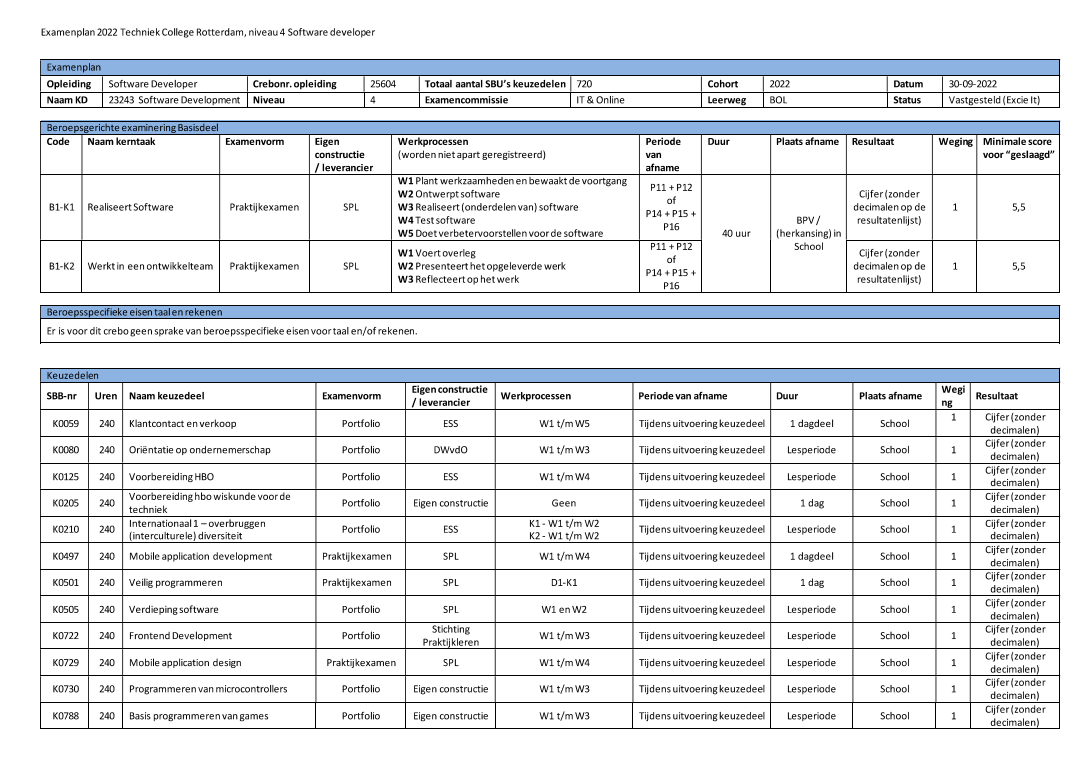 Examenplan 2022 Techniek College Rotterdam, niveau 4 Software developer
Examenplan
Opleiding Software Developer Crebonr. opleiding 25604 Totaal aantal SBU's keuzedelen 720 Cohort 2022 Datum 30-09-2022
Naam KD 23243 Software Development Niveau 4 Examencommissie IT & Online Leerweg BOL Status Vastgesteld (Excie It)
Beroepsgerichte examinering Basisdeel
Code Naam kerntaak Examenvorm Eigen constructie / leverancier Werkprocessen (worden niet apart geregistreerd) Periode van afname Duur Plaats afname Resultaat Weging Minimale score voor "geslaagd"
B1-K1 Realiseert Software Praktijkexamen SPL
W1 Plant werkzaamheden en bewaakt de voortgang
W2 Ontwerpt software
W3 Realiseert (onderdelen van) software
W4 Test software
W5 Doet verbetervoorstellen voor de software
P11 + P12
of
P14 + P15 +
P16
40 uur
BPV /
(herkansing) in
School
Cijfer (zonder
decimalen op de
resultatenlijst)
1 5,5
B1-K2 Werkt in een ontwikkelteam Praktijkexamen SPL
W1 Voert overleg
W2 Presenteert het opgeleverde werk
W3 Reflecteert op het werk
P11 + P12
of
P14 + P15 +
P16
Cijfer (zonder
decimalen op de
resultatenlijst)
1 5,5
Beroepsspecifieke eisen taal en rekenen
Er is voor dit crebo geen sprake van beroepsspecifieke eisen voor taal en/of rekenen.
Keuzedelen
SBB-nr Uren Naam keuzedeel Examenvorm Eigen constructie / leverancier Werkprocessen Periode van afname Duur Plaats afname Wegi ng Resultaat
K0059 240 Klantcontact en verkoop Portfolio ESS W1 t/m W5 Tijdens uitvoering keuzedeel 1 dagdeel School 1 Cijfer (zonder decimalen)
K0080 240 Oriëntatie op ondernemerschap Portfolio DWvdO W1 t/m W3 Tijdens uitvoering keuzedeel Lesperiode School 1 Cijfer (zonder decimalen)
K0125 240 Voorbereiding HBO Portfolio ESS W1 t/m W4 Tijdens uitvoering keuzedeel Lesperiode School 1 Cijfer (zonder decimalen)
K0205 240 Voorbereiding hbo wiskunde voor de techniek Portfolio Eigen constructie Geen Tijdens uitvoering keuzedeel 1 dag School 1 Cijfer (zonder decimalen)
K0210 240 Internationaal 1 – overbruggen (interculturele) diversiteit Portfolio ESS K1 - W1 t/m W2 K2 - W1 t/m W2 Tijdens uitvoering keuzedeel Lesperiode School 1 Cijfer (zonder decimalen)
K0497 240 Mobile application development Praktijkexamen SPL W1 t/m W4 Tijdens uitvoering keuzedeel 1 dagdeel School 1 Cijfer (zonder decimalen)
K0501 240 Veilig programmeren Praktijkexamen SPL D1-K1 Tijdens uitvoering keuzedeel 1 dag School 1 Cijfer (zonder decimalen)
K0505 240 Verdieping software Portfolio SPL W1 en W2 Tijdens uitvoering keuzedeel Lesperiode School 1 Cijfer (zonder decimalen)
K0722 240 Frontend Development Portfolio Stichting Praktijkleren W1 t/m W3 Tijdens uitvoering keuzedeel Lesperiode School 1 Cijfer (zonder decimalen)
K0729 240 Mobile application design Praktijkexamen SPL W1 t/m W4 Tijdens uitvoering keuzedeel Lesperiode School 1 Cijfer (zonder decimalen)
K0730 240 Programmeren van microcontrollers Portfolio Eigen constructie W1 t/m W3 Tijdens uitvoering keuzedeel Lesperiode School 1 Cijfer (zonder decimalen)
K0788 240 Basis programmeren van games Portfolio Eigen constructie W1 t/m W3 Tijdens uitvoering keuzedeel Lesperiode School 1 Cijfer (zonder decimalen)